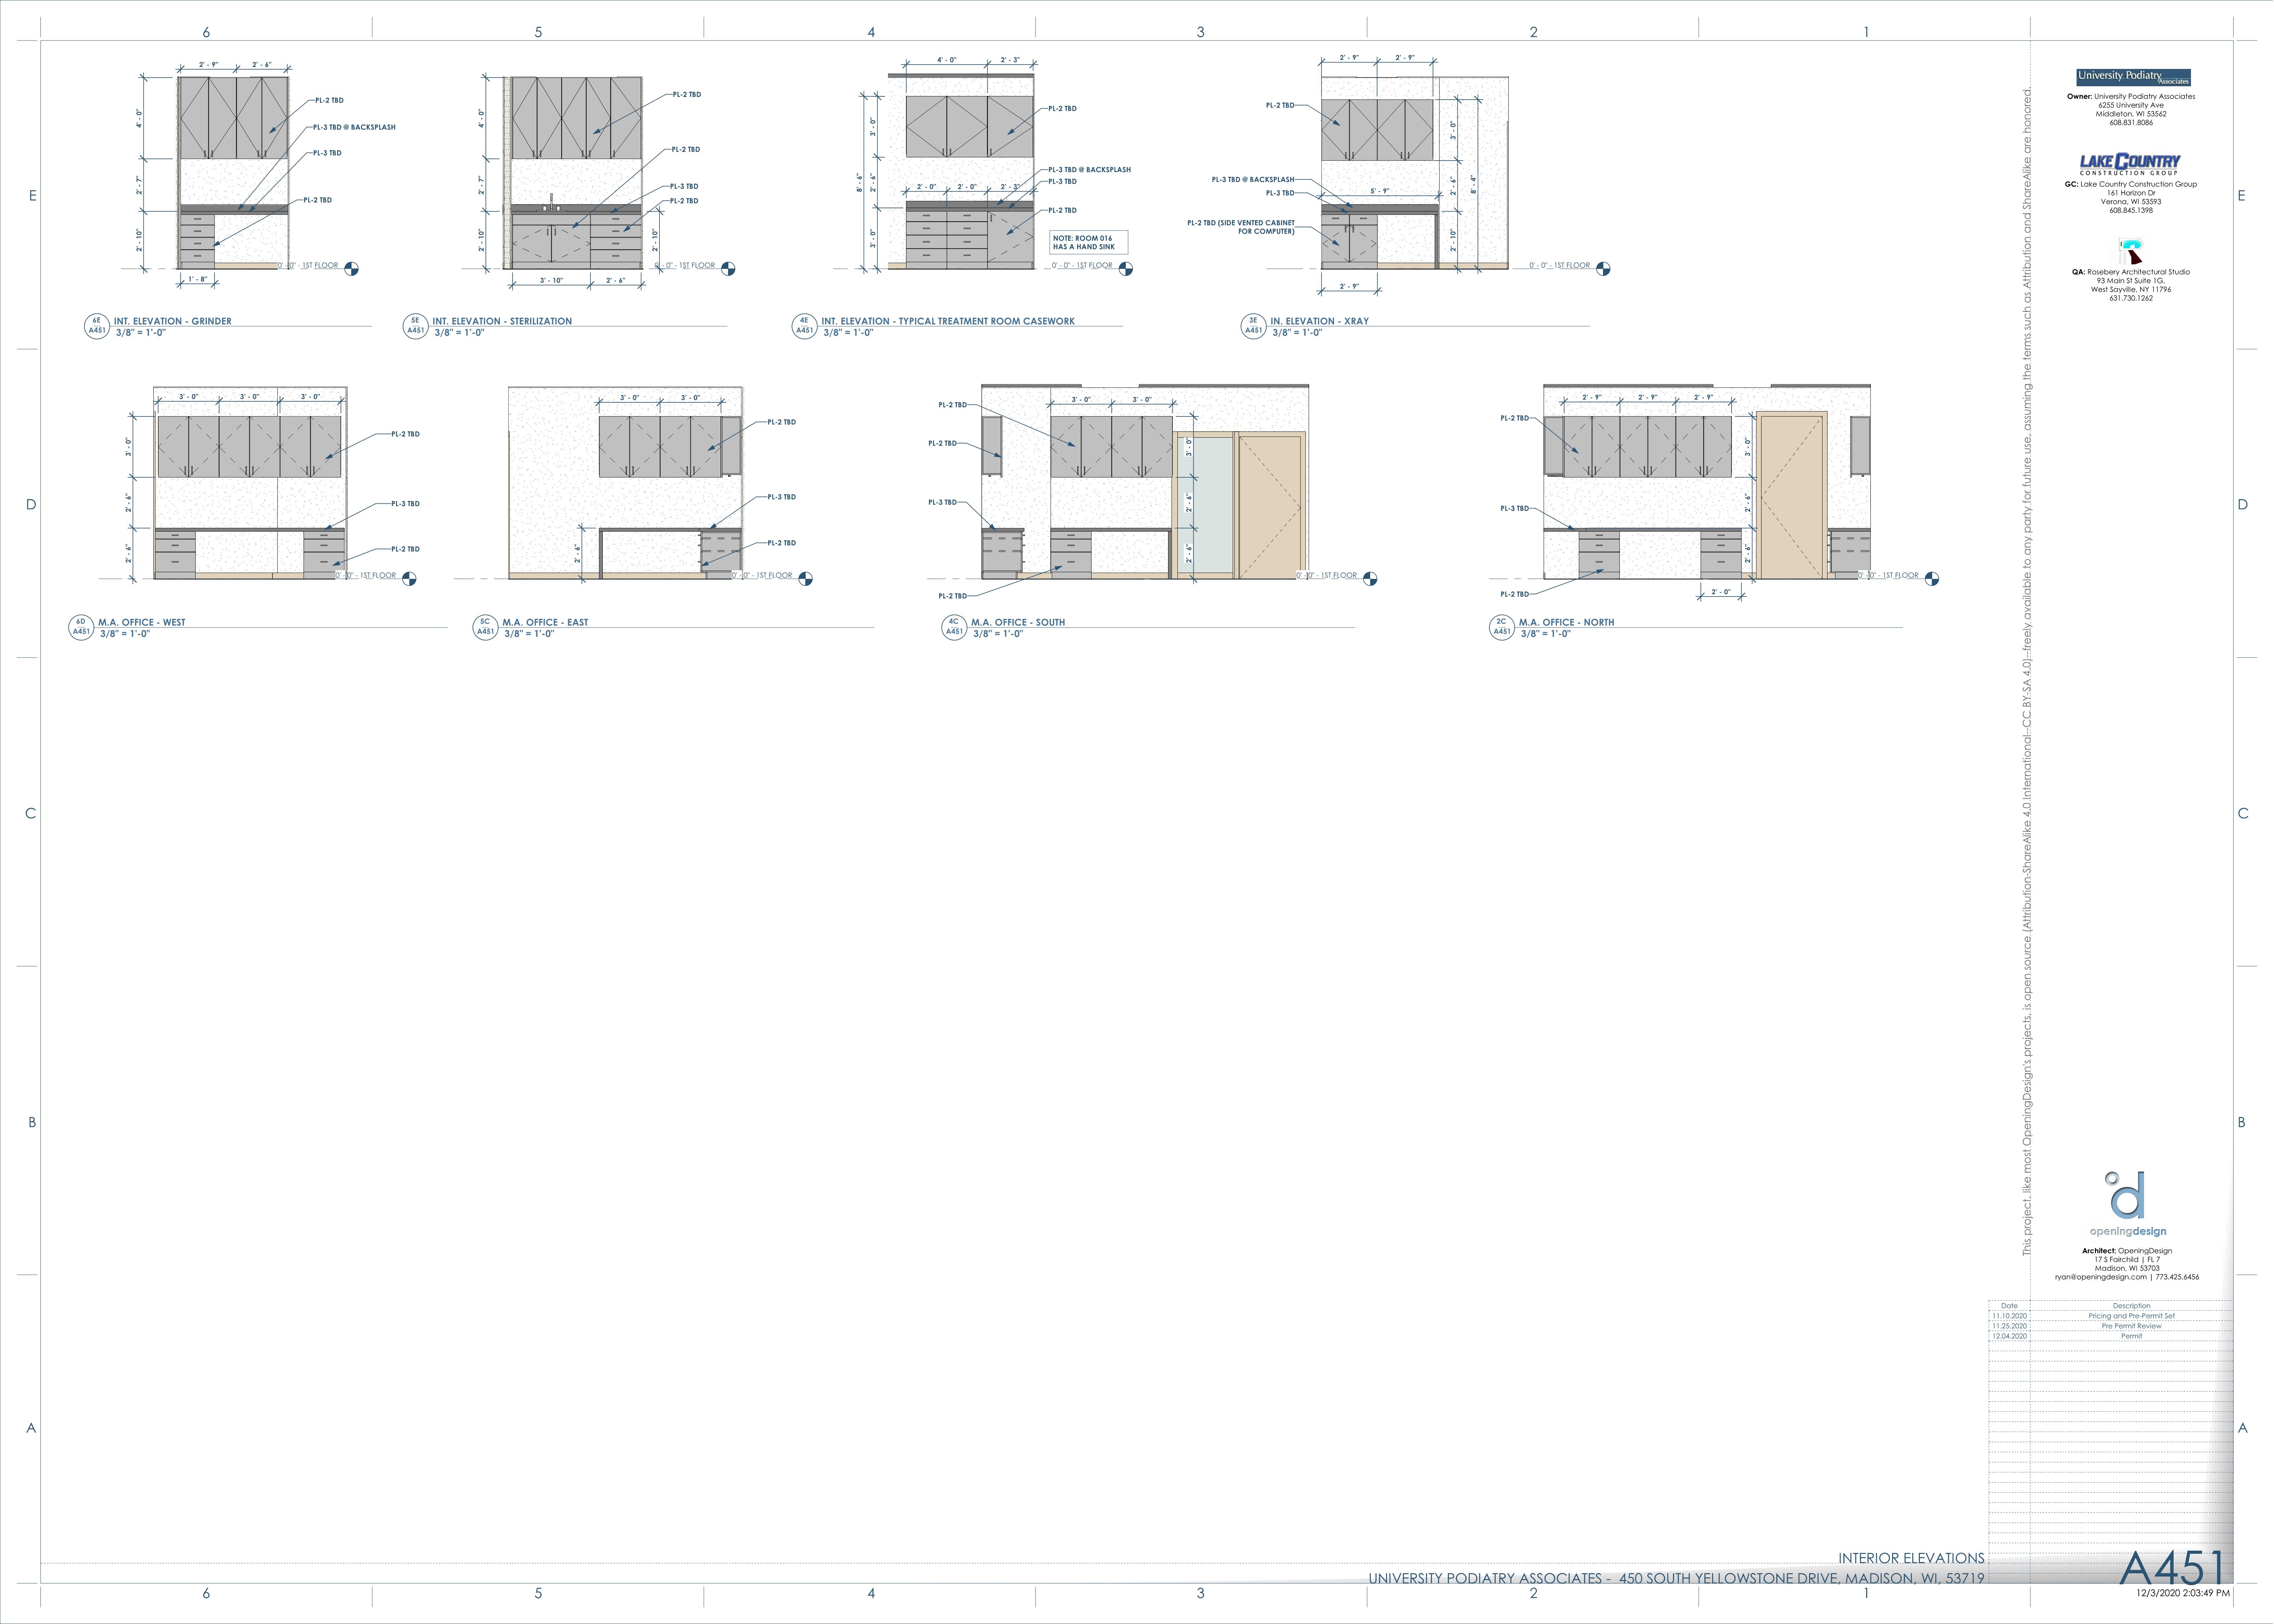 6
5
4
3
2
1
2' - 9"
2' - 6"
4' - 0"
2' - 7"
2' - 10"
PL-2 TBD
PL-3 TBD @ BACKSPLASH
PL-3 TBD
PL-2 TBD
0' - 0" - 1ST FLOOR
1' - 8"
6E
A451
INT. ELEVATION - GRINDER
3/8" = 1'-0"
4' - 0"
2' - 7"
2' - 10"
PL-2 TBD
PL-2 TBD
PL-3 TBD
PL-2 TBD
2' - 10"
0' - 0" - 1ST FLOOR
3' - 10"
2' - 6"
5E
A451
INT. ELEVATION - STERILIZATION
3/8" = 1'-0"
4' - 0"
2' - 3"
8' - 6"
3' - 0"
2' - 6"
3' - 0"
PL-2 TBD
PL-3 TBD @ BACKSPLASH
PL-3 TBD
2' - 0"
2' - 0"
2' - 3"
PL-2 TBD
NOTE: ROOM 016
HAS A HAND SINK
0' - 0" - 1ST FLOOR
4E
A451
INT. ELEVATION - TYPICAL TREATMENT ROOM CASEWORK
3/8" = 1'-0"
2' - 9"
2' - 9"
PL-2 TBD
PL-3 TBD @ BACKSPLASH
PL-3 TBD
5' - 9"
PL-2 TBD (SIDE VENTED CABINET
FOR COMPUTER)
3' - 0"
2' - 6"
2' - 10"
8' - 4"
0' - 0" - 1ST FLOOR
2' - 9"
3E
A451
IN. ELEVATION - XRAY
3/8" = 1'-0"
3' - 0"
3' - 0"
3' - 0"
3' - 0"
2' - 6"
2' - 6"
PL-2 TBD
PL-3 TBD
PL-2 TBD
0' - 0" - 1ST FLOOR
6D
A451
M.A. OFFICE - WEST
3/8" = 1'-0"
3' - 0"
3' - 0"
PL-2 TBD
PL-3 TBD
PL-2 TBD
2' - 6"
0' - 0" - 1ST FLOOR
5C
A451
M.A. OFFICE - EAST
3/8" = 1'-0"
PL-2 TBD
PL-2 TBD
PL-3 TBD
PL-2 TBD
3' - 0"
3' - 0"
3' - 0"
2' - 6"
2' - 6"
0' - 0" - 1ST FLOOR
4C
A451
M.A. OFFICE - SOUTH
3/8" = 1'-0"
PL-2 TBD
PL-3 TBD
PL-2 TBD
2' - 9"
2' - 9"
2' - 9"
3' - 0"
2' - 6"
2' - 6"
2' - 0"
0' - 0" - 1ST FLOOR
2C
A451
M.A. OFFICE - NORTH
3/8" = 1'-0"
E
D
C
B
A
E
D
C
B
A
This project, like most OpeningDesign's projects, is open source (Attribution-ShareAlike 4.0 International--CC BY-SA 4.0)--freely available to any party for future use, assuming the terms such as Attribution and ShareAlike are honored.
University Podiatry
Associates
Owner: University Podiatry Associates
6255 University Ave
Middleton, WI 53562
608.831.8086
LAKE COUNTRY
CONSTRUCTION GROUP
GC: Lake Country Construction Group
161 Horizon Dr
Verona, WI 53593
608.845.1398
QA: Rosebery Architectural Studio
93 Main St Suite 1G,
West Sayville, NY 11796
631.730.1262
openingdesign
Architect: OpeningDesign
17 S Fairchild | FL 7
Madison, WI 53703
ryan@openingdesign.com | 773.425.6456
Date Description
11.10.2020 Pricing and Pre-Permit Set
11.25.2020 Pre Permit Review
12.04.2020 Permit
INTERIOR ELEVATIONS
UNIVERSITY PODIATRY ASSOCIATES - 450 SOUTH YELLOWSTONE DRIVE, MADISON, WI, 53719
A451
12/3/2020 2:03:49 PM
6
5
4
3
2
1